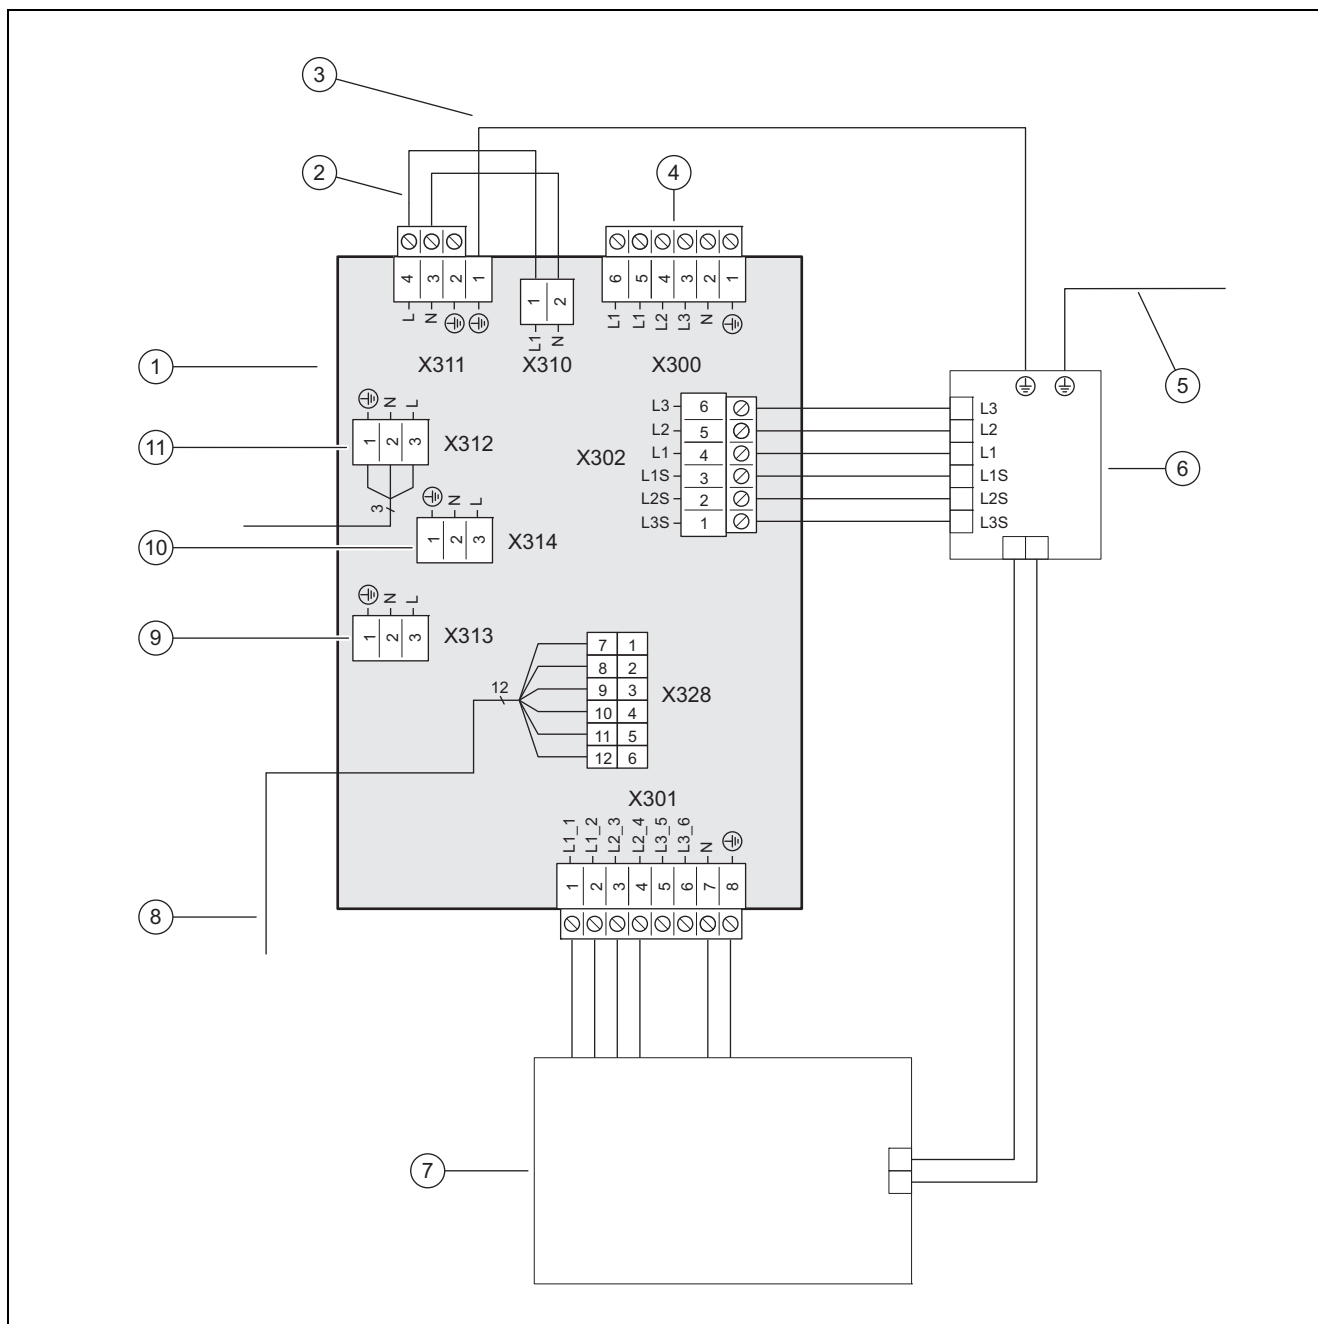 3
2
4
4 3 2 1
L N
1 2
L1 N
6 5 4 3 2 1
L1 L1 L2 L3 N
X311 X310 X300
1
5
N L
1 2 3
X312
11
3
L3 6
L2 5
L1 4
L1S 3
L2S 2
L3S 1
X302
L3
L2
L1
L1S
L2S
L3S
6
N L
1 2 3
X314
10
N L
1 2 3
X313
9
12
7 1
8 2
9 3
10 4
11 5
12 6
X328
X301
L1_1 L1_2 L2_3 L2_4 L3_5 L3_6 N
1 2 3 4 5 6 7 8
8
7